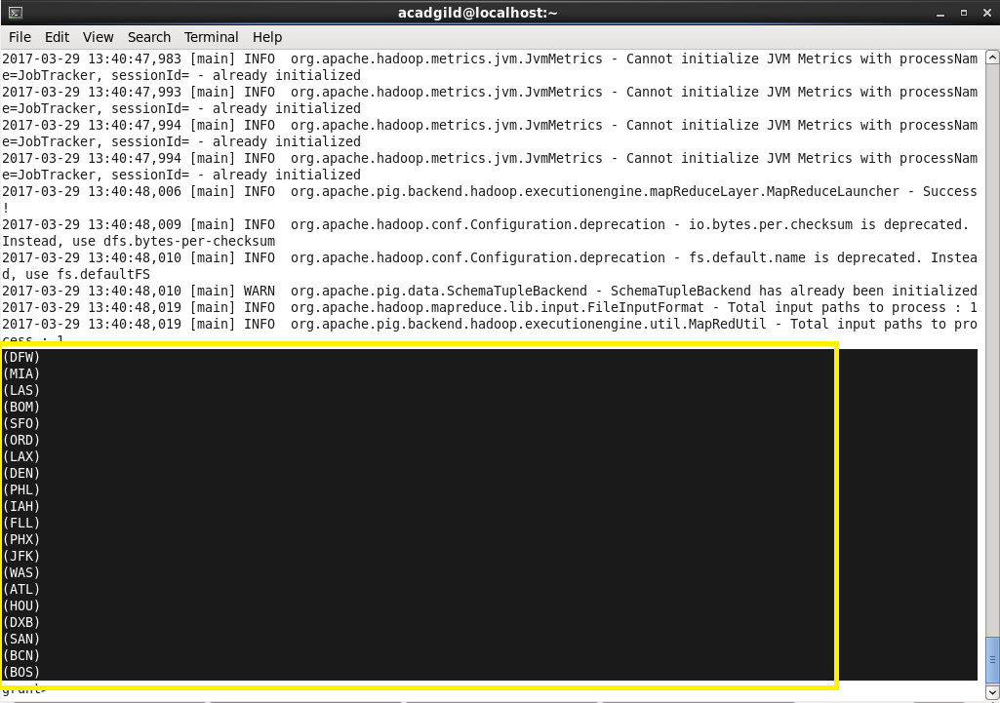 acadgild@localhost:~
File Edit View Search Terminal Help
2017-03-29 13:40:47,983 [main] INFO  org.apache.hadoop.metrics.jvm.JvmMetrics - Cannot initialize JVM Metrics with processNam
e=JobTracker, sessionId= - already initialized
2017-03-29 13:40:47,993 [main] INFO  org.apache.hadoop.metrics.jvm.JvmMetrics - Cannot initialize JVM Metrics with processNam
e=JobTracker, sessionId= - already initialized
2017-03-29 13:40:47,994 [main] INFO  org.apache.hadoop.metrics.jvm.JvmMetrics - Cannot initialize JVM Metrics with processNam
e=JobTracker, sessionId= - already initialized
2017-03-29 13:40:47,994 [main] INFO  org.apache.hadoop.metrics.jvm.JvmMetrics - Cannot initialize JVM Metrics with processNam
e=JobTracker, sessionId= - already initialized
2017-03-29 13:40:48,006 [main] INFO  org.apache.pig.backend.hadoop.executionengine.mapReduceLayer.MapReduceLauncher - Success
!
2017-03-29 13:40:48,009 [main] INFO  org.apache.hadoop.conf.Configuration.deprecation - io.bytes.per.checksum is deprecated.
Instead, use dfs.bytes-per-checksum
2017-03-29 13:40:48,010 [main] INFO  org.apache.hadoop.conf.Configuration.deprecation - fs.default.name is deprecated. Instea
d, use fs.defaultFS
2017-03-29 13:40:48,010 [main] WARN  org.apache.pig.data.SchemaTupleBackend - SchemaTupleBackend has already been initialized
2017-03-29 13:40:48,019 [main] INFO  org.apache.hadoop.mapreduce.lib.input.FileInputFormat - Total input paths to process : 1
2017-03-29 13:40:48,019 [main] INFO  org.apache.pig.backend.hadoop.executionengine.util.MapRedUtil - Total input paths to pro
cess : 1
(DFW)
(MIA)
(LAS)
(BOM)
(SFO)
(ORD)
(LAX)
(DEN)
(PHL)
(IAH)
(FLL)
(PHX)
(JFK)
(WAS)
(ATL)
(HOU)
(DXB)
(SAN)
(BCN)
(BOS)
grunt>